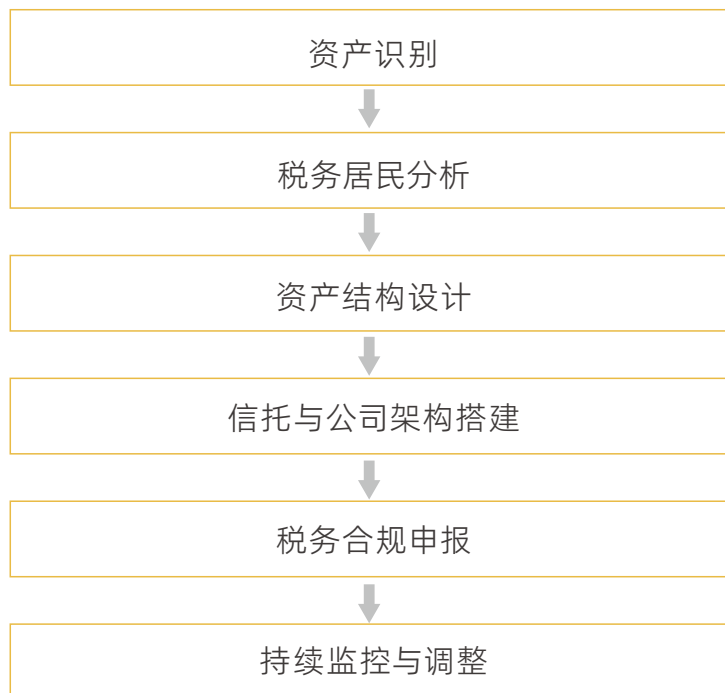 资产识别
税务居民分析
资产结构设计
信托与公司架构搭建
税务合规申报
持续监控与调整